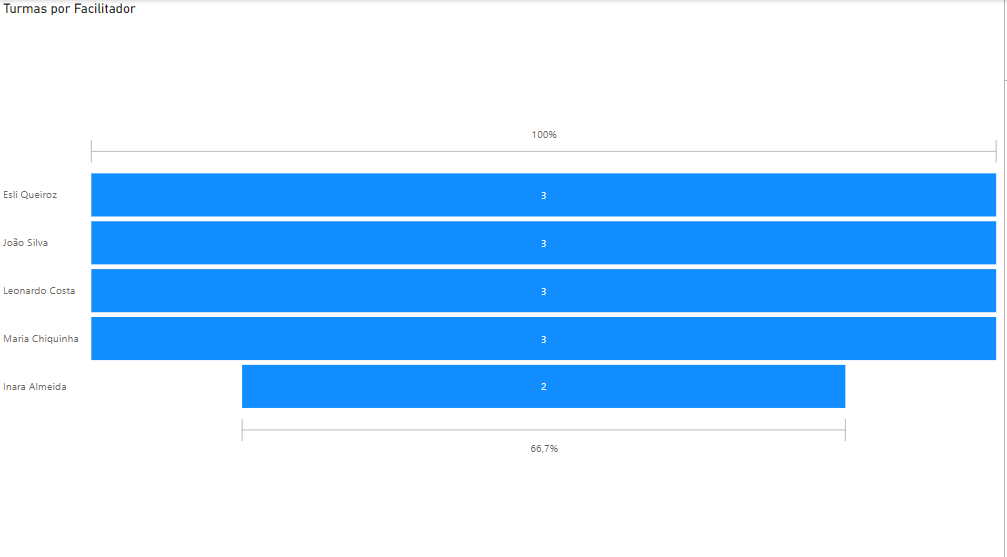 Turmas por Facilitador
100%
Esli Queiroz 3
João Silva 3
Leonardo Costa 3
Maria Chiquinha 3
Inara Almeida 2
66,7%